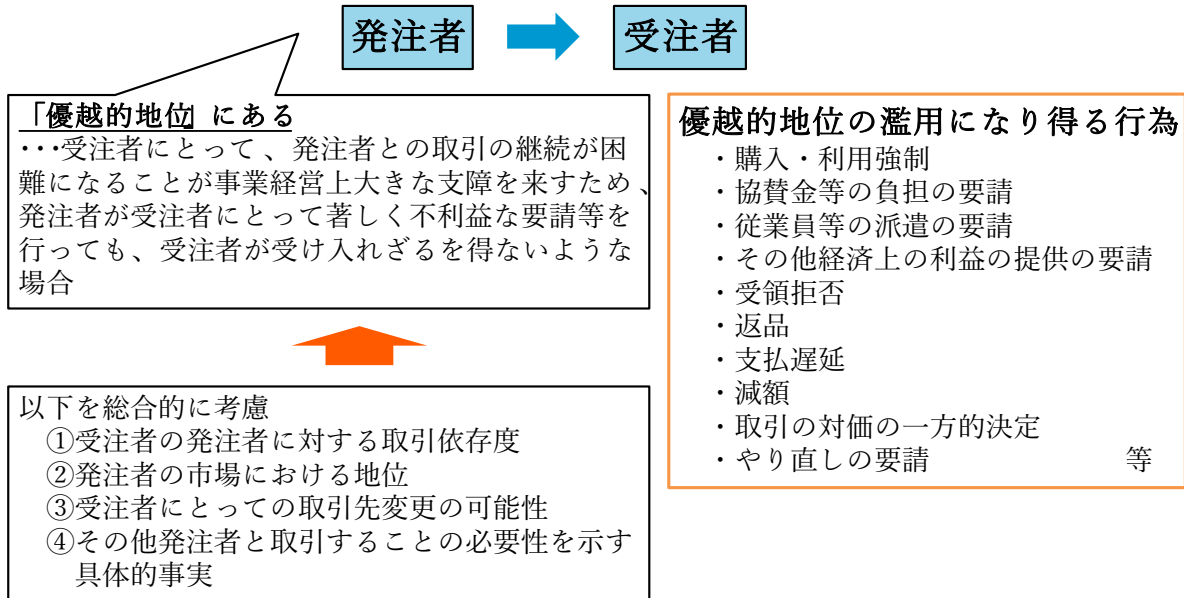 発注者
受注者
「優越的地位」にある
・・・受注者にとって、発注者との取引の継続が困
難になることが事業経営上大きな支障を来すため、
発注者が受注者にとって著しく不利益な要請等を
行っても、受注者が受け入れざるを得ないような
場合
以下を総合的に考慮
①受注者の発注者に対する取引依存度
②発注者の市場における地位
③受注者にとっての取引先変更の可能性
④その他発注者と取引することの必要性を示す
具体的事実
優越的地位の濫用になり得る行為
・購入・利用強制
・協賛金等の負担の要請
・従業員等の派遣の要請
・その他経済上の利益の提供の要請
・受領拒否
・返品
・支払遅延
・減額
・取引の対価の一方的決定
・やり直しの要請 等